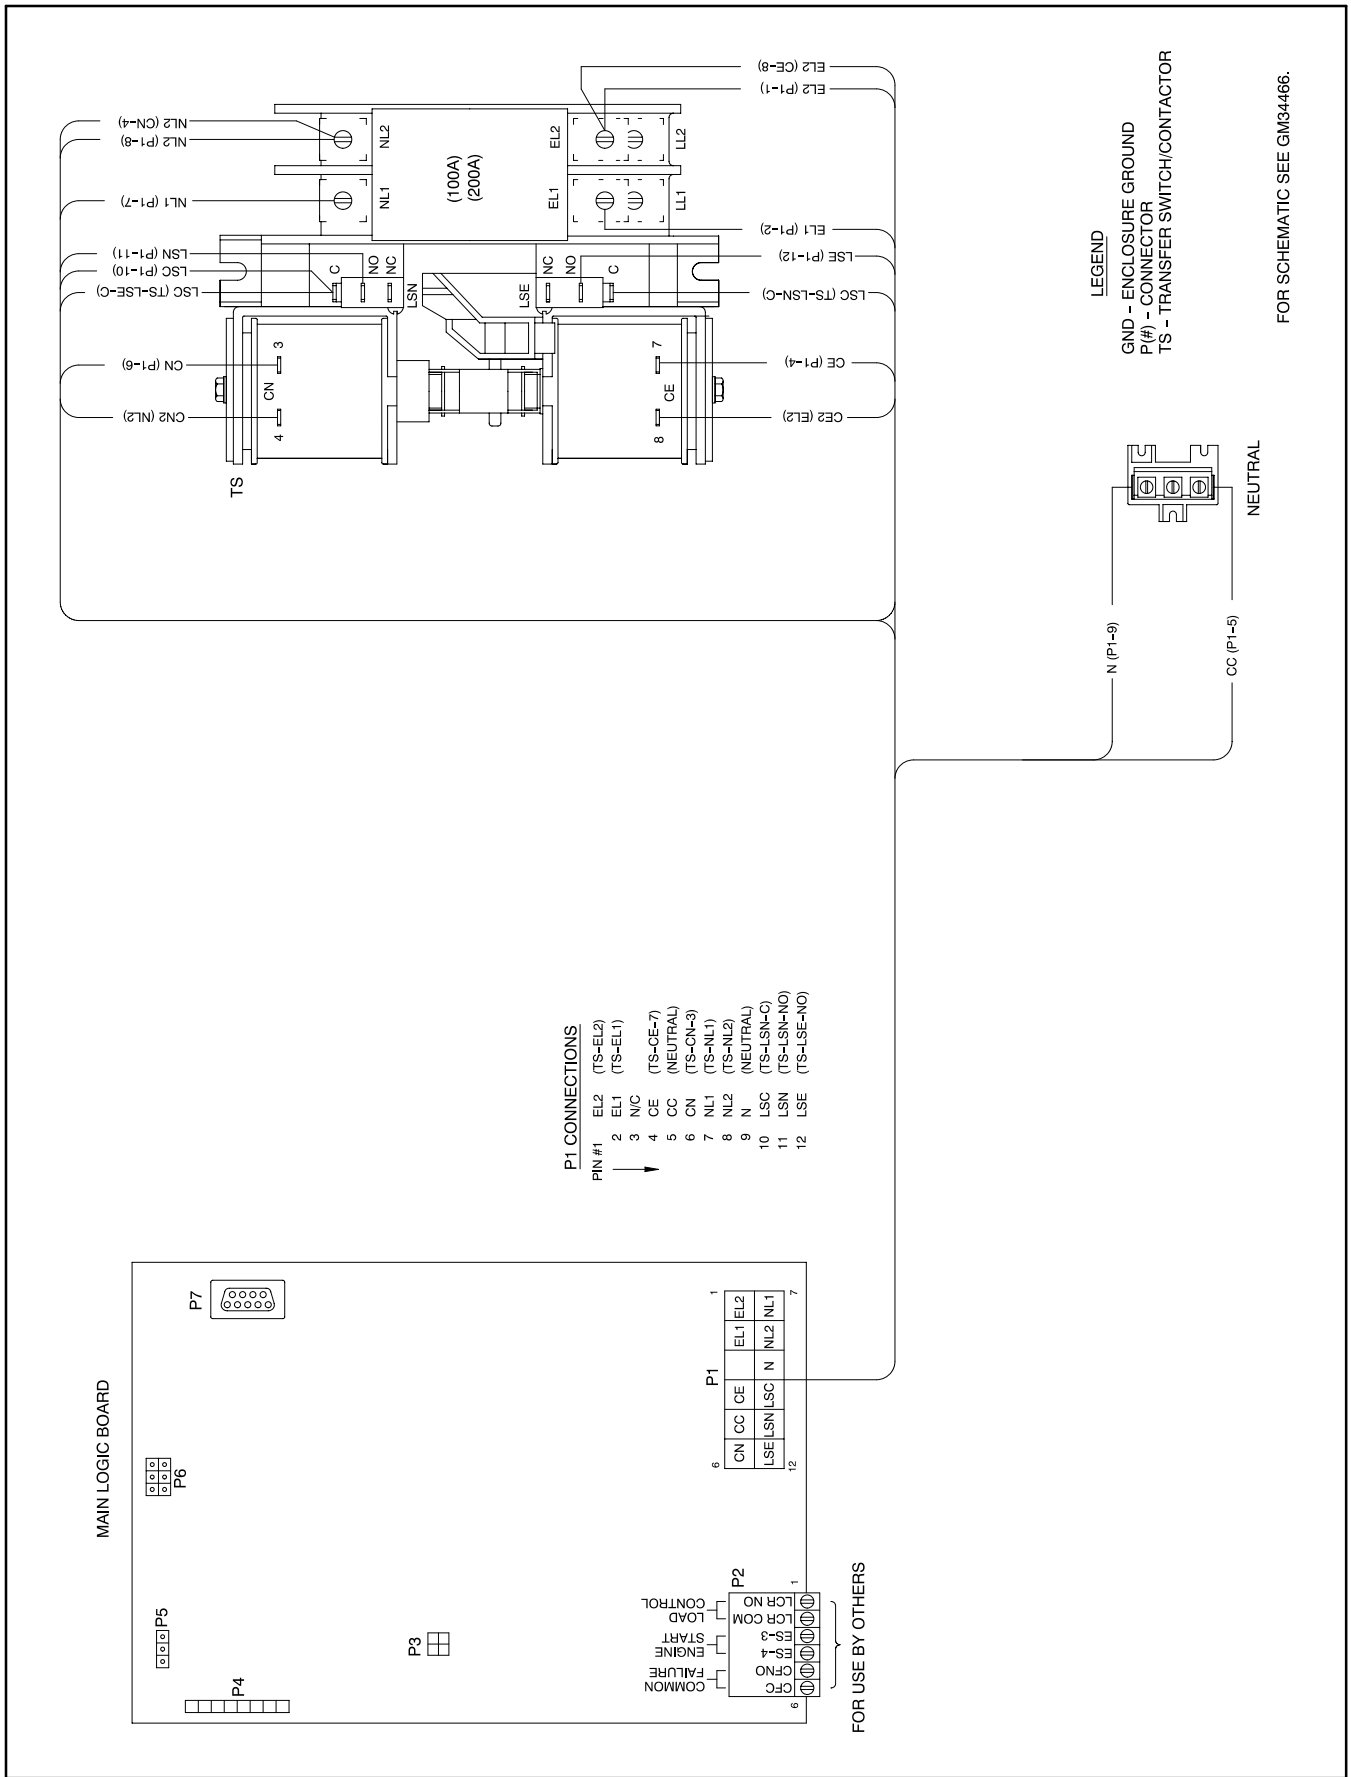 MAIN LOGIC BOARD
P4
P5
P6
P7
P3
P2
COMMON
FAILURE
ENGINE
START
LOAD
CONTROL
CFC
CFNO
ES-4
ES-3
LCR COM
LCR NO
6
1
FOR USE BY OTHERS
P1
6
1
CN CC CE EL1 EL2
LSE LSN LSC N NL2 NL1
12
7
P1 CONNECTIONS
PIN #1 EL2 (TS-EL2)
2 EL1 (TS-EL1)
3 N/C
4 CE (TS-CE-7)
5 CC (NEUTRAL)
6 CN (TS-CN-3)
7 NL1 (TS-NL1)
8 NL2 (TS-NL2)
9 N (NEUTRAL)
10 LSC (TS-LSN-C)
11 LSN (TS-LSN-NO)
12 LSE (TS-LSE-NO)
TS
CN2 (NL2)
CN (P1-6)
LSC (TS-LSE-C)
LSC (P1-10)
LSN (P1-11)
NL1 (P1-7)
NL2 (P1-8)
NL2 (CN-4)
4
CN
3
C
NO
NC
LSN
NL1
NL2
(100A)
(200A)
EL1
EL2
LL1
LL2
LSE
NC
NO
C
8
CE
7
CE2 (EL2)
CE (P1-4)
LSC (TS-LSN-C)
LSE (P1-12)
EL1 (P1-2)
EL2 (P1-1)
EL2 (CE-8)
N (P1-9)
CC (P1-5)
NEUTRAL
LEGEND
GND - ENCLOSURE GROUND
P(#) - CONNECTOR
TS - TRANSFER SWITCH/CONTACTOR
FOR SCHEMATIC SEE GM34466.